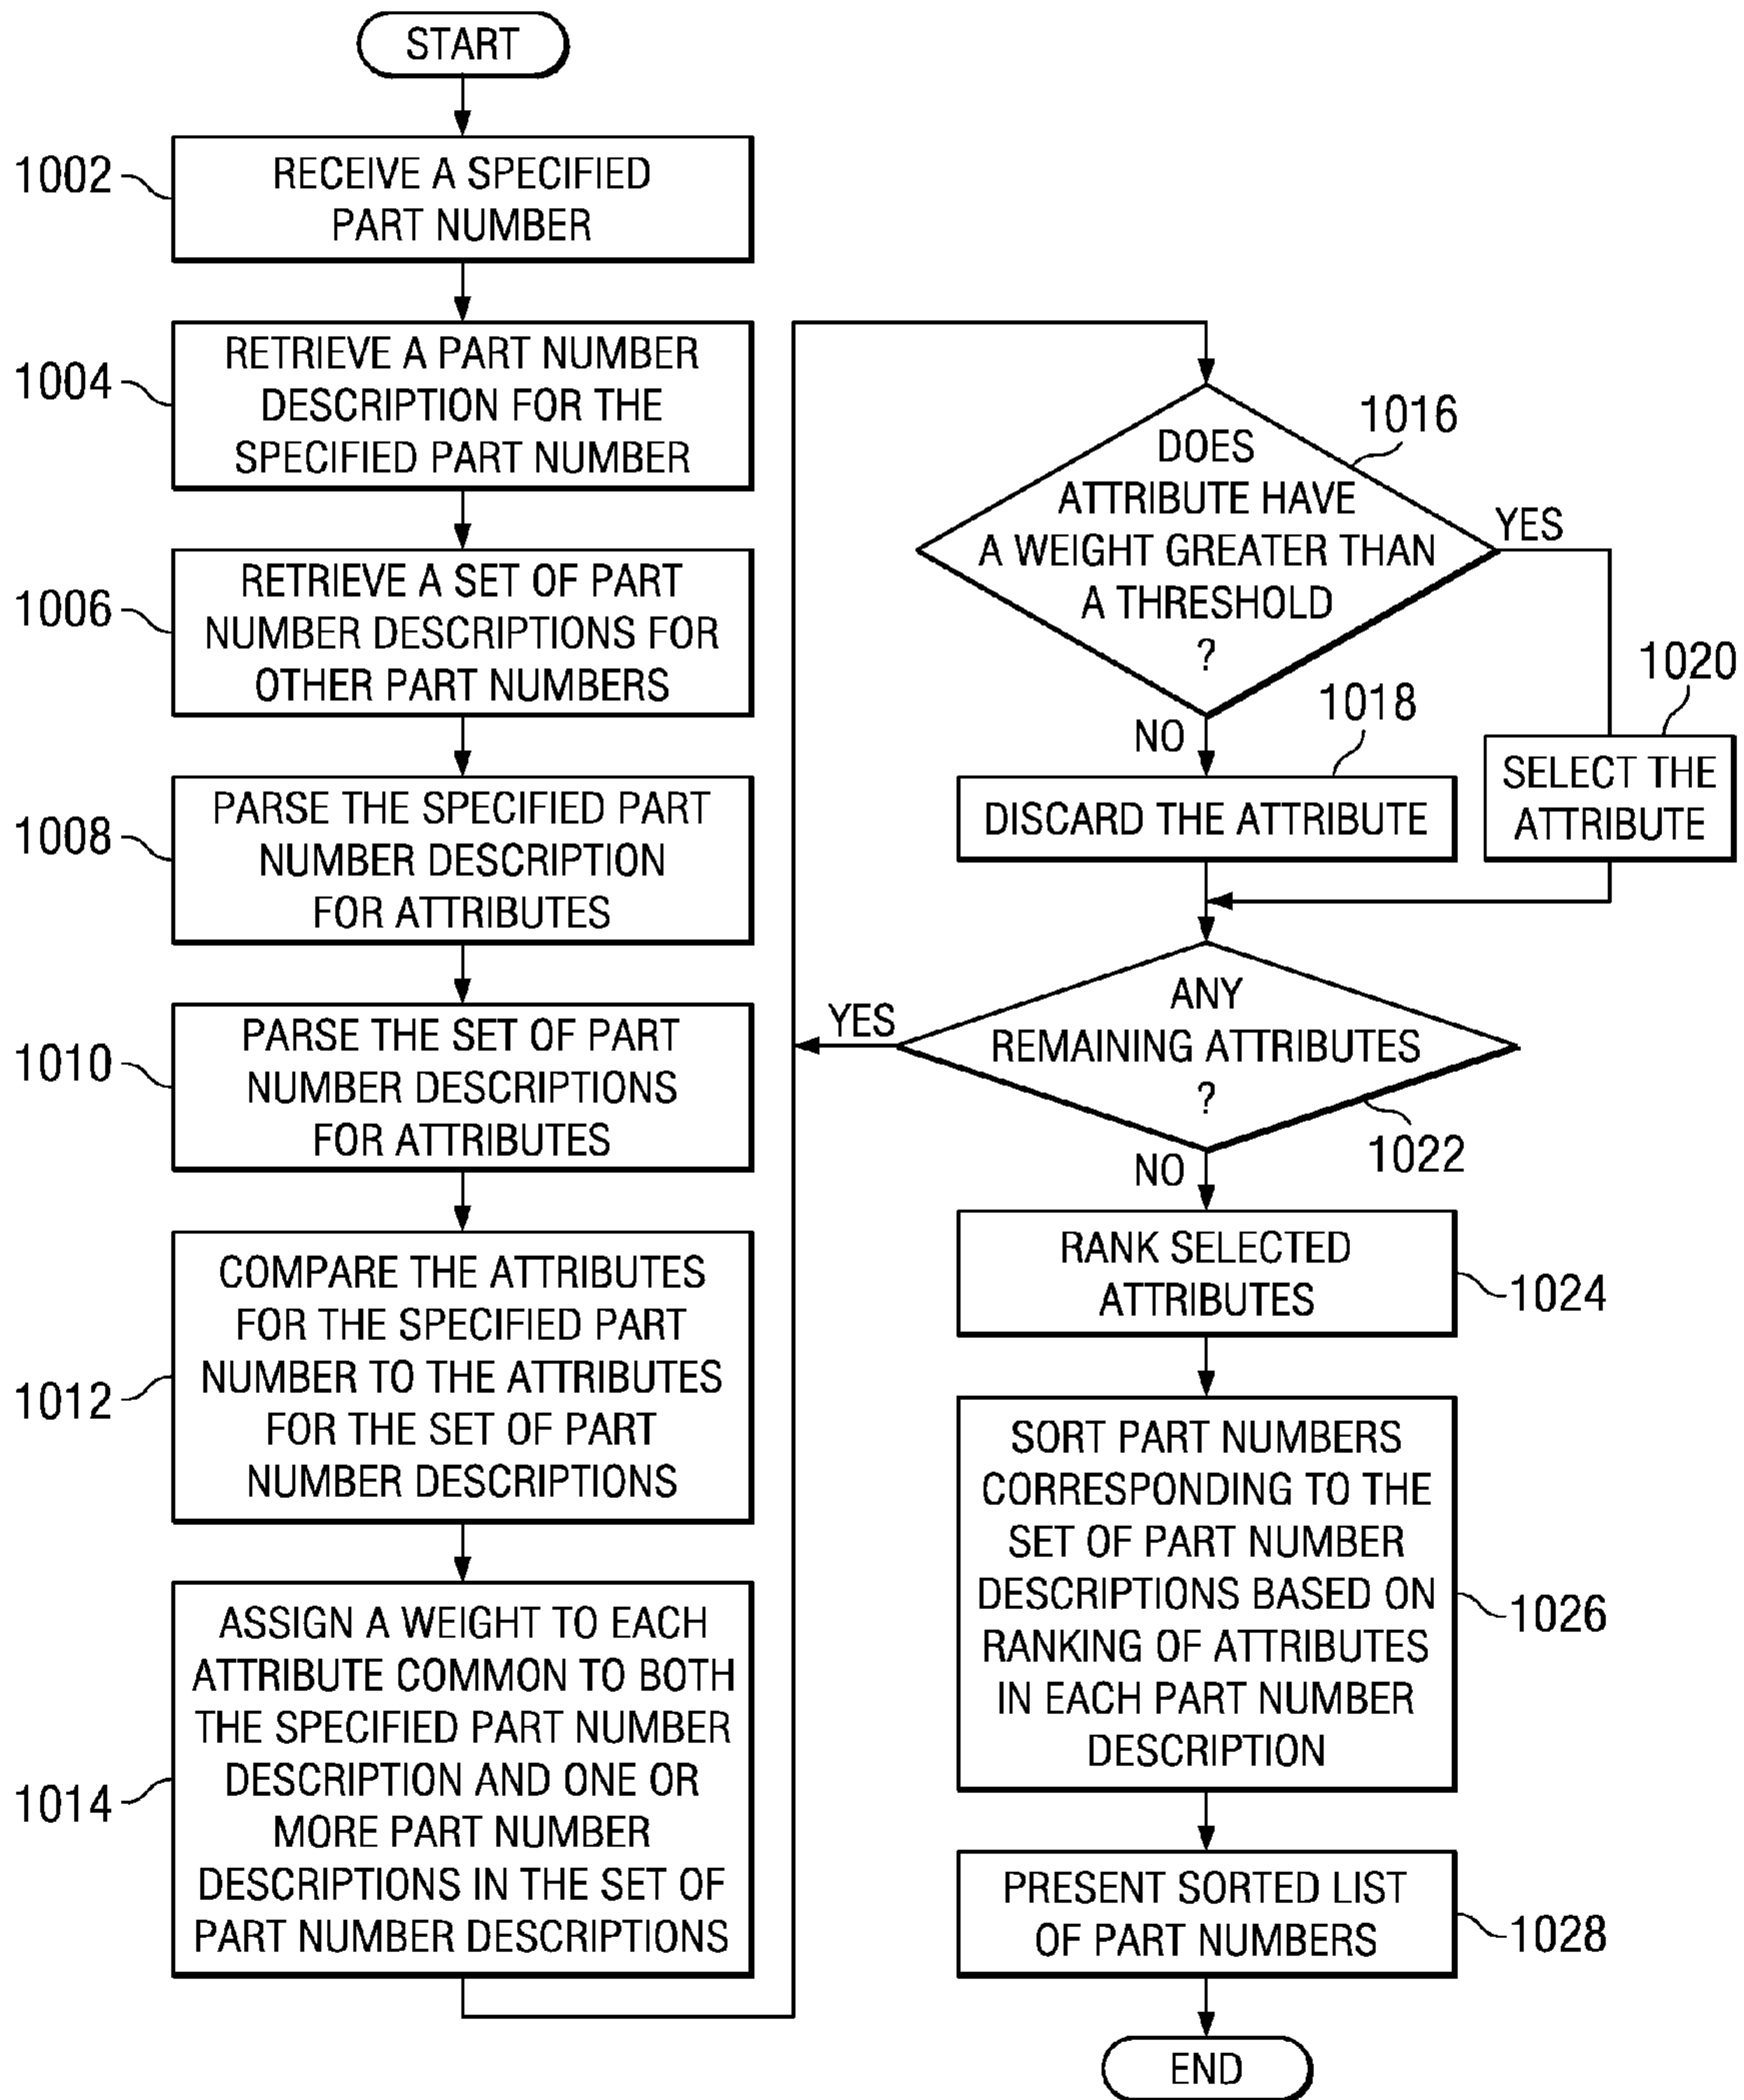 START
1002
RECEIVE A SPECIFIED
PART NUMBER
1004
RETRIEVE A PART NUMBER
DESCRIPTION FOR THE
SPECIFIED PART NUMBER
1006
RETRIEVE A SET OF PART
NUMBER DESCRIPTIONS FOR
OTHER PART NUMBERS
1008
PARSE THE SPECIFIED PART
NUMBER DESCRIPTION
FOR ATTRIBUTES
1010
PARSE THE SET OF PART
NUMBER DESCRIPTIONS
FOR ATTRIBUTES
1012
COMPARE THE ATTRIBUTES
FOR THE SPECIFIED PART
NUMBER TO THE ATTRIBUTES
FOR THE SET OF PART
NUMBER DESCRIPTIONS
1014
ASSIGN A WEIGHT TO EACH
ATTRIBUTE COMMON TO BOTH
THE SPECIFIED PART NUMBER
DESCRIPTION AND ONE OR
MORE PART NUMBER
DESCRIPTIONS IN THE SET OF
PART NUMBER DESCRIPTIONS
1016
DOES
ATTRIBUTE HAVE
A WEIGHT GREATER THAN
A THRESHOLD
?
YES
NO
1018
DISCARD THE ATTRIBUTE
1020
SELECT THE
ATTRIBUTE
ANY
REMAINING ATTRIBUTES
?
YES
1022
NO
RANK SELECTED
ATTRIBUTES
1024
SORT PART NUMBERS
CORRESPONDING TO THE
SET OF PART NUMBER
DESCRIPTIONS BASED ON
RANKING OF ATTRIBUTES
IN EACH PART NUMBER
DESCRIPTION
1026
PRESENT SORTED LIST
OF PART NUMBERS
1028
END